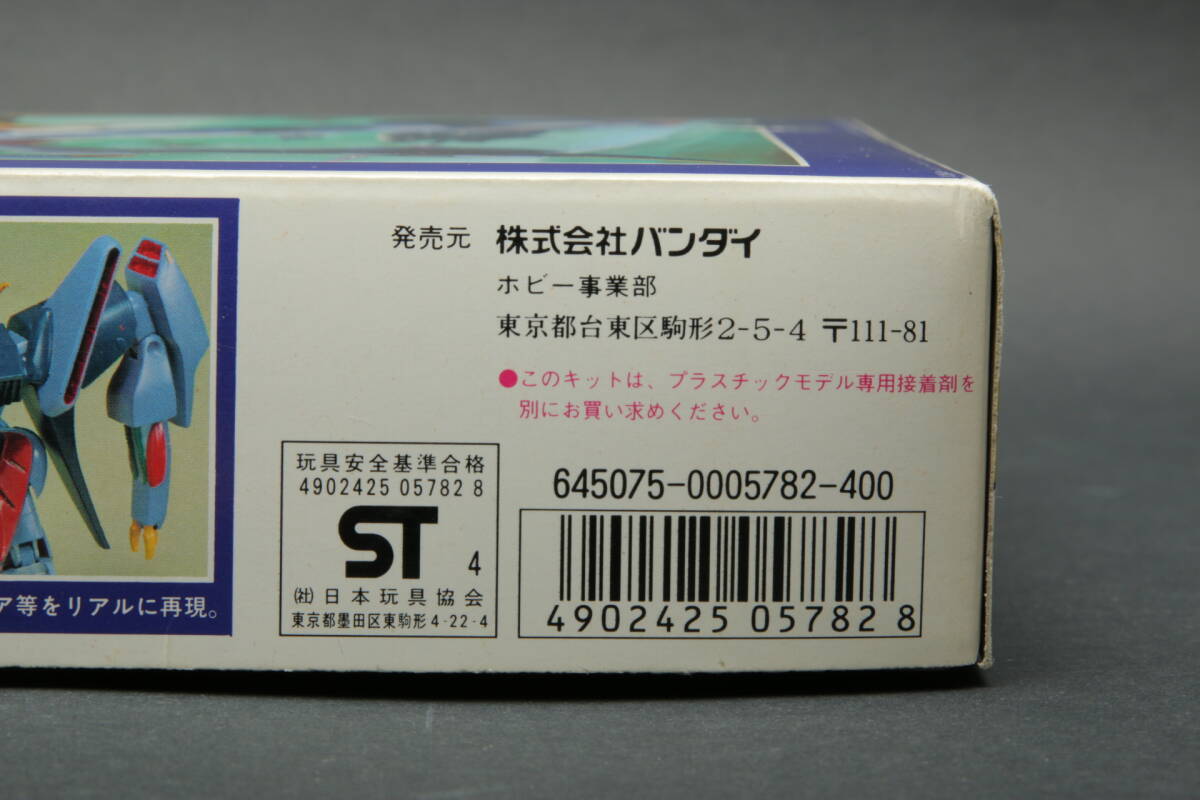 発売元 株式会社バンダイ
ホビー事業部
東京都台東区駒形2-5-4 〒111-81
●このキットは、プラスチックモデル専用接着剤を
別にお買い求めください。
玩具安全基準合格
4902425 05782 8
ST 4
㈳日本玩具協会
東京都墨田区東駒形4-22-4
645075-0005782-400
4902425 05782 8
ア等をリアルに再現。